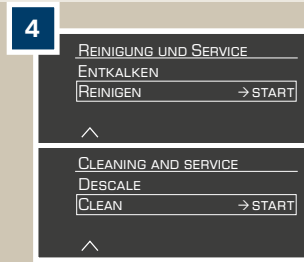 4
REINIGUNG UND SERVICE
ENTKALKEN
REINIGEN → START
CLEANING AND SERVICE
DESCALE
CLEAN → START